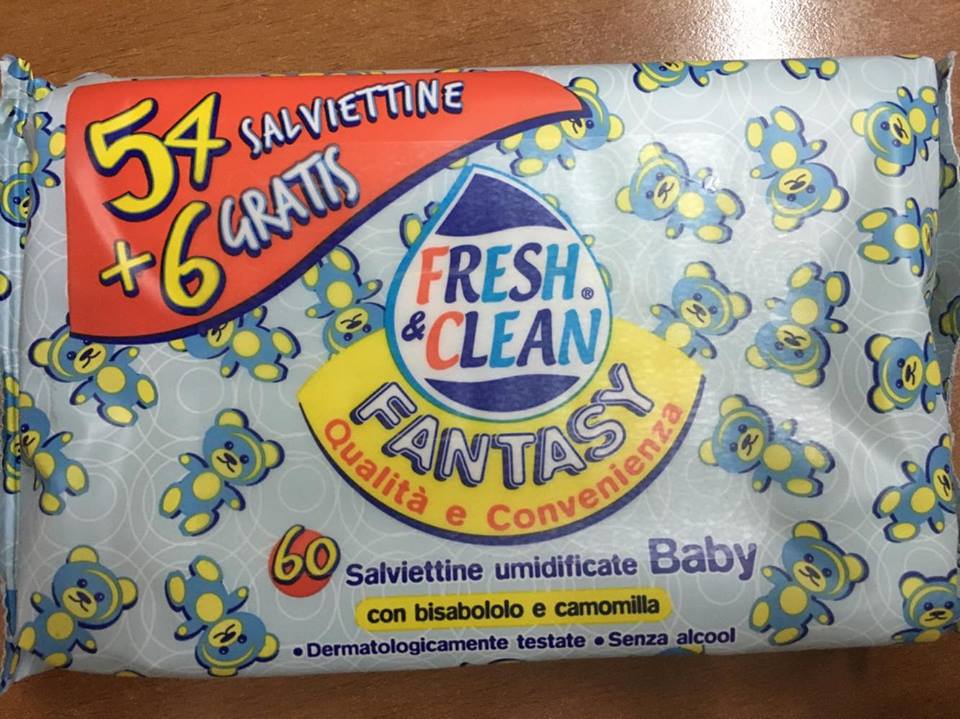 54 SALVIETTINE
+6 GRATIS
FRESH
& CLEAN®
FANTASY
Qualità e Convenienza
60 Salviettine umidificate Baby
con bisabololo e camomilla
• Dermatologicamente testate • Senza alcool